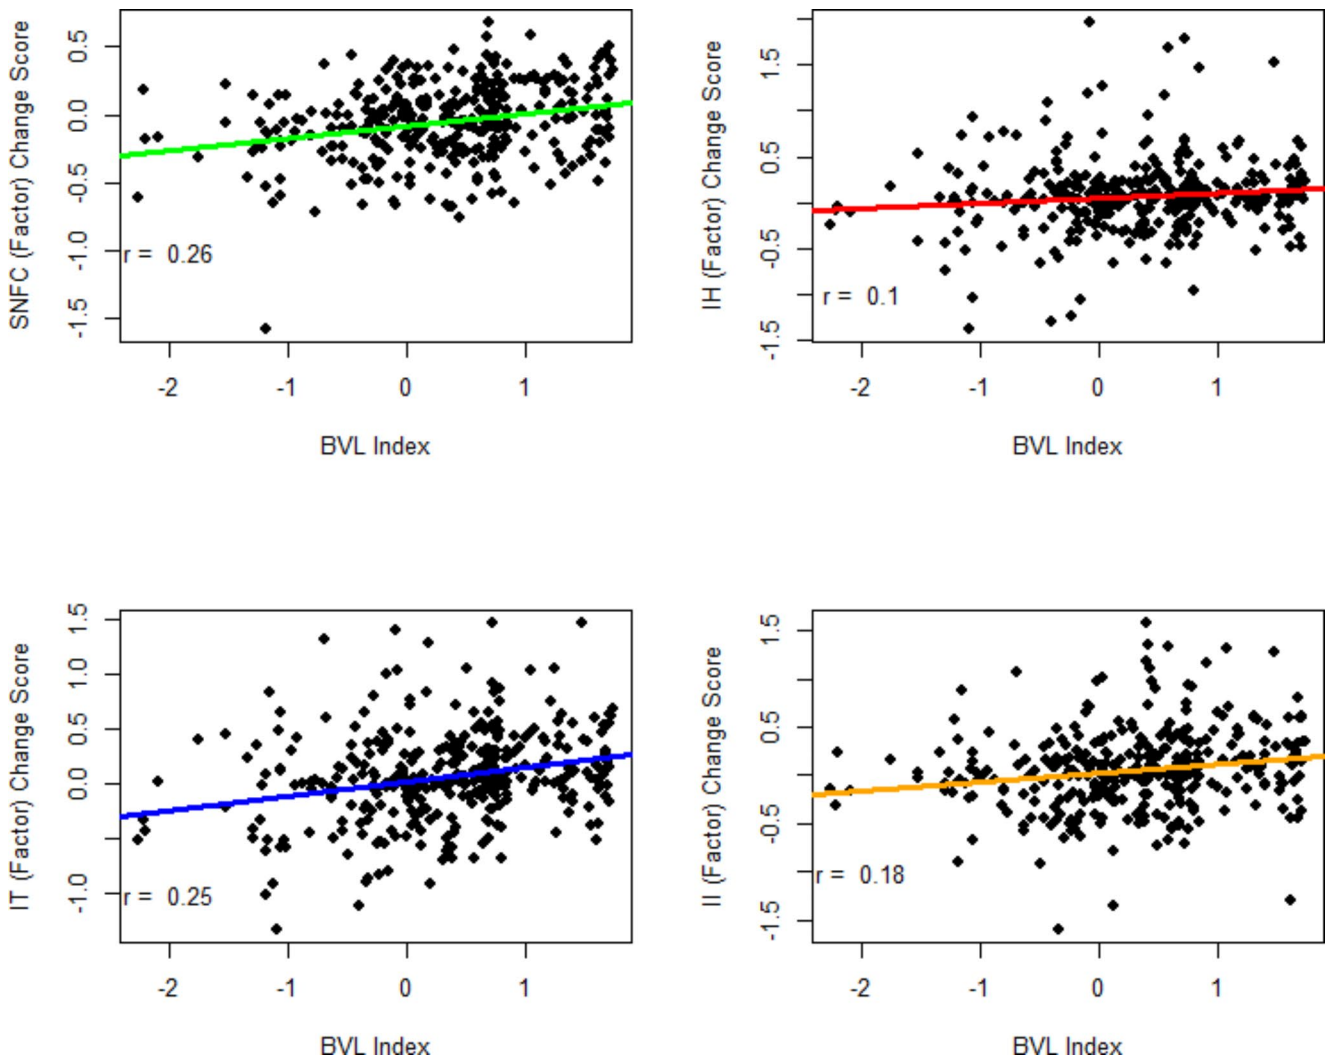 SNFC (Factor) Change Score
0.5
0.0
-0.5
-1.0
-1.5
r = 0.26
-2 -1 0 1
BVL Index
IH (Factor) Change Score
1.5
0.5
-0.5
-1.5
r = 0.1
-2 -1 0 1
BVL Index
IT (Factor) Change Score
1.5
1.0
0.5
0.0
-1.0
r = 0.25
-2 -1 0 1
BVL Index
II (Factor) Change Score
1.5
0.5
-0.5
-1.5
r = 0.18
-2 -1 0 1
BVL Index